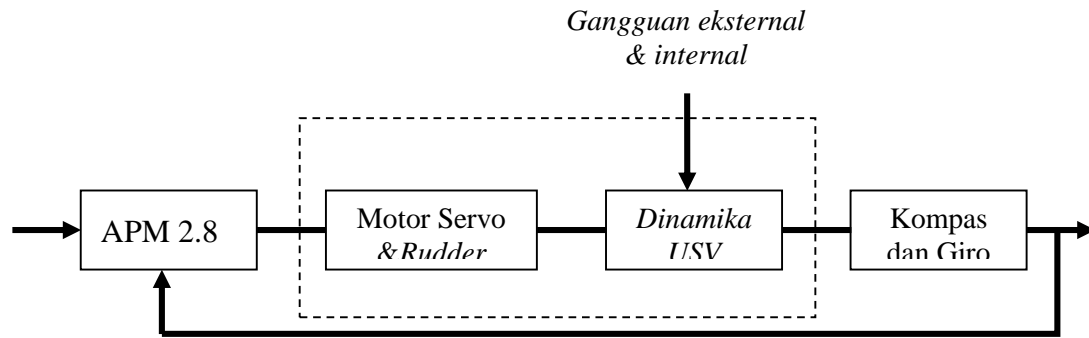 Gangguan eksternal
& internal
APM 2.8
Motor Servo
&Rudder
Dinamika
USV
Kompas
dan Giro